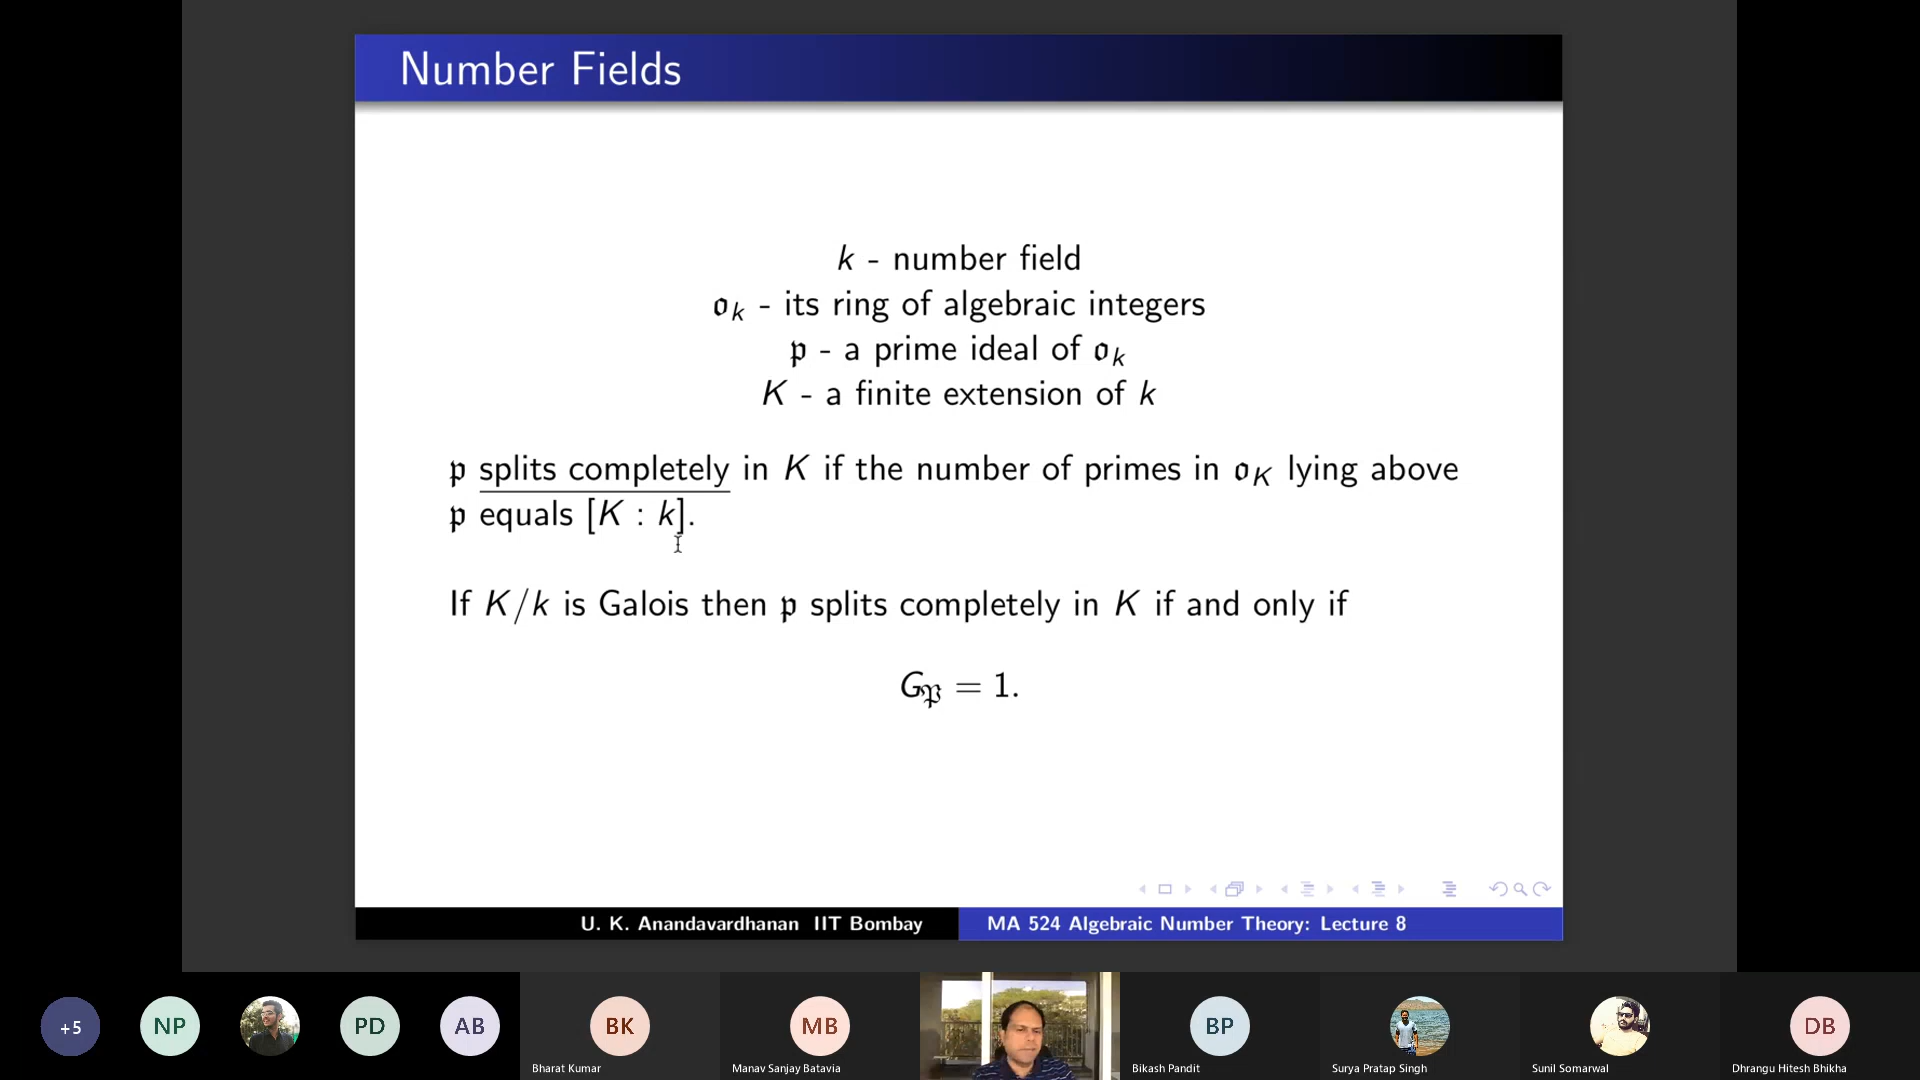 Number Fields
k - number field
𝔬ₖ - its ring of algebraic integers
𝔭 - a prime ideal of 𝔬ₖ
K - a finite extension of k
𝔭 splits completely in K if the number of primes in 𝔬_K lying above
𝔭 equals [K : k].
If K/k is Galois then 𝔭 splits completely in K if and only if
G_𝔓 = 1.
U. K. Anandavardhanan IIT Bombay
MA 524 Algebraic Number Theory: Lecture 8
+5
NP
PD
AB
BK
MB
BP
DB
Bharat Kumar
Manav Sanjay Batavia
Bikash Pandit
Surya Pratap Singh
Sunil Somarwal
Dhrangu Hitesh Bhikha